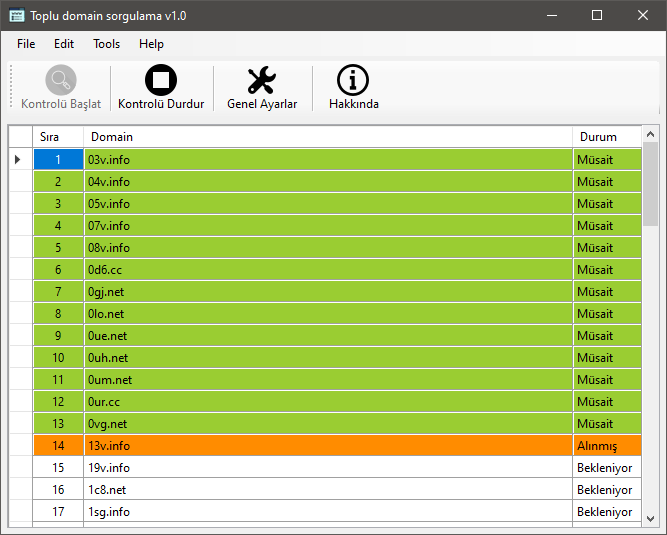 Toplu domain sorgulama v1.0
File Edit Tools Help
Kontrolü Başlat Kontrolü Durdur Genel Ayarlar Hakkında
Sıra Domain Durum
1 03v.info Müsait
2 04v.info Müsait
3 05v.info Müsait
4 07v.info Müsait
5 08v.info Müsait
6 0d6.cc Müsait
7 0gj.net Müsait
8 0lo.net Müsait
9 0ue.net Müsait
10 0uh.net Müsait
11 0um.net Müsait
12 0ur.cc Müsait
13 0vg.net Müsait
14 13v.info Alınmış
15 19v.info Bekleniyor
16 1c8.net Bekleniyor
17 1sg.info Bekleniyor